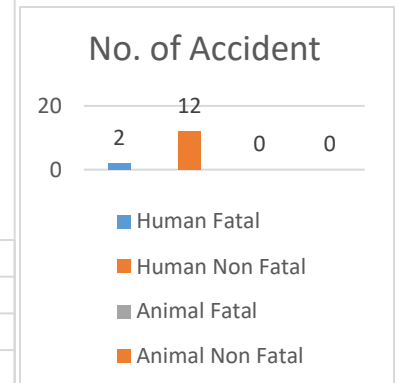 No. of Accident
20
12
2
0
0
0
Human Fatal
Human Non Fatal
Animal Fatal
Animal Non Fatal